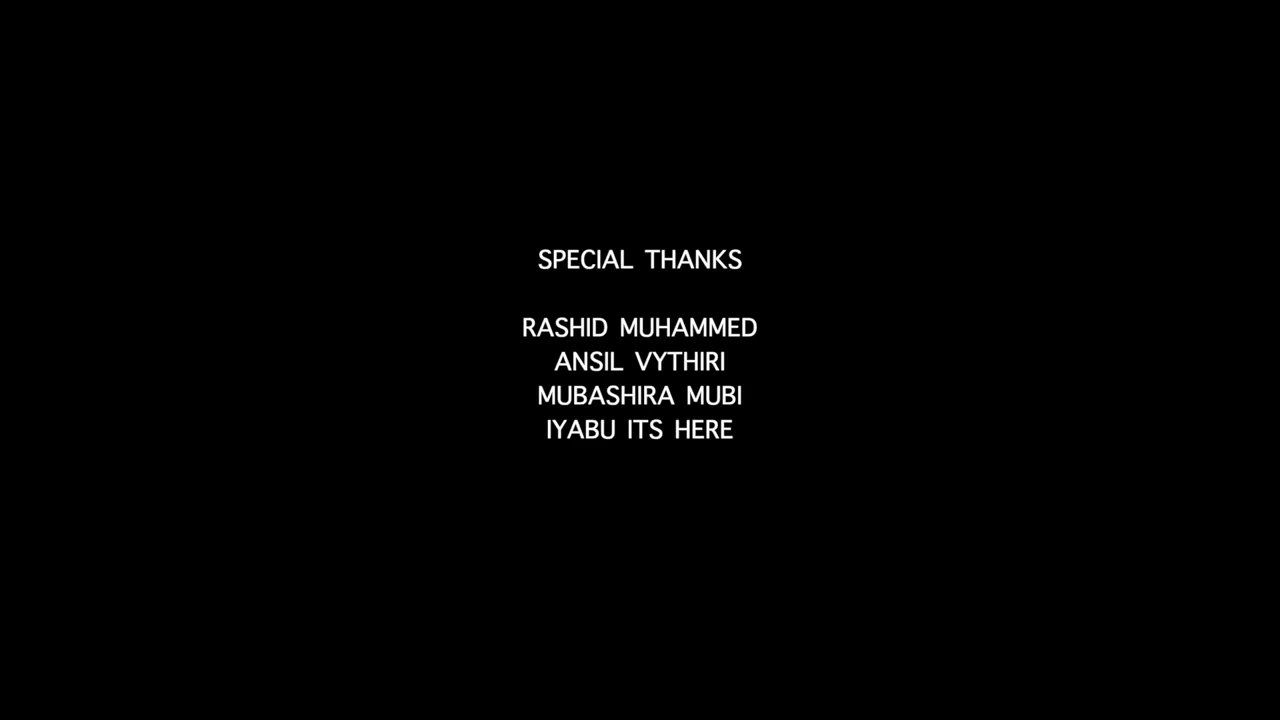 SPECIAL THANKS
RASHID MUHAMMED
ANSIL VYTHIRI
MUBASHIRA MUBI
IYABU ITS HERE